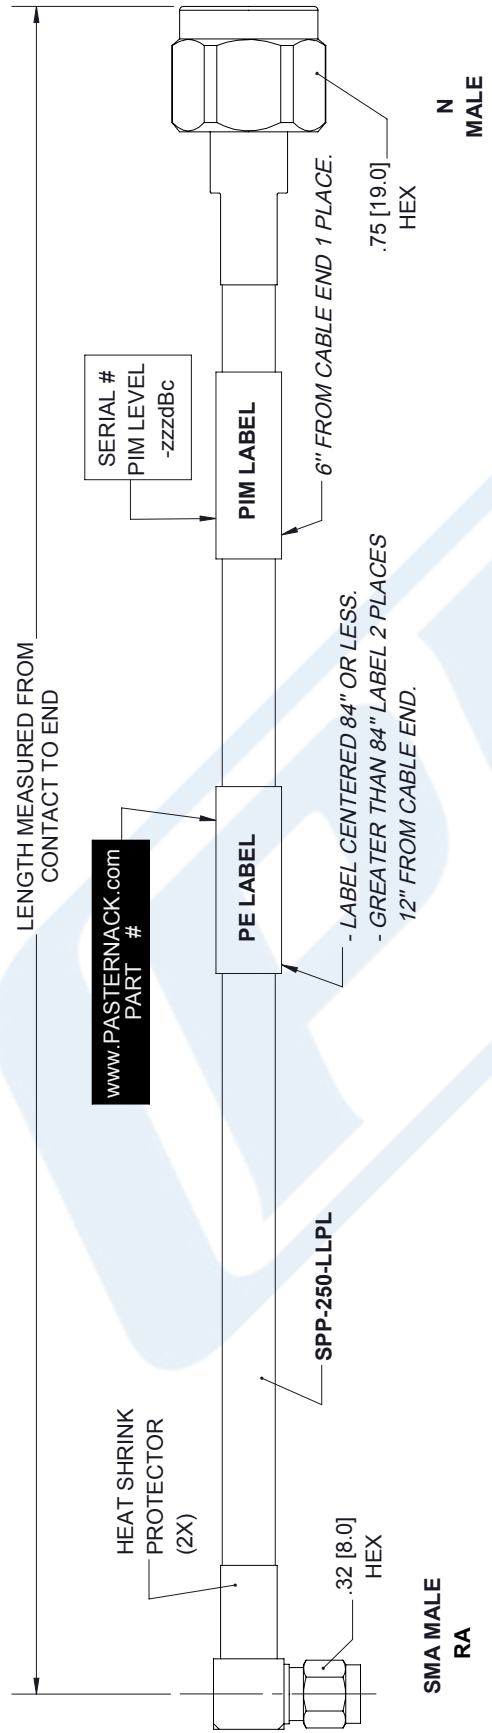 LENGTH MEASURED FROM
CONTACT TO END
HEAT SHRINK
PROTECTOR
(2X)
www.PASTERNACK.com
PART #
SERIAL #
PIM LEVEL
-zzzdBc
PE LABEL
PIM LABEL
SPP-250-LLPL
- LABEL CENTERED 84" OR LESS.
- GREATER THAN 84" LABEL 2 PLACES
12" FROM CABLE END.
6" FROM CABLE END 1 PLACE.
.32 [8.0]
HEX
.75 [19.0]
HEX
SMA MALE
RA
N
MALE